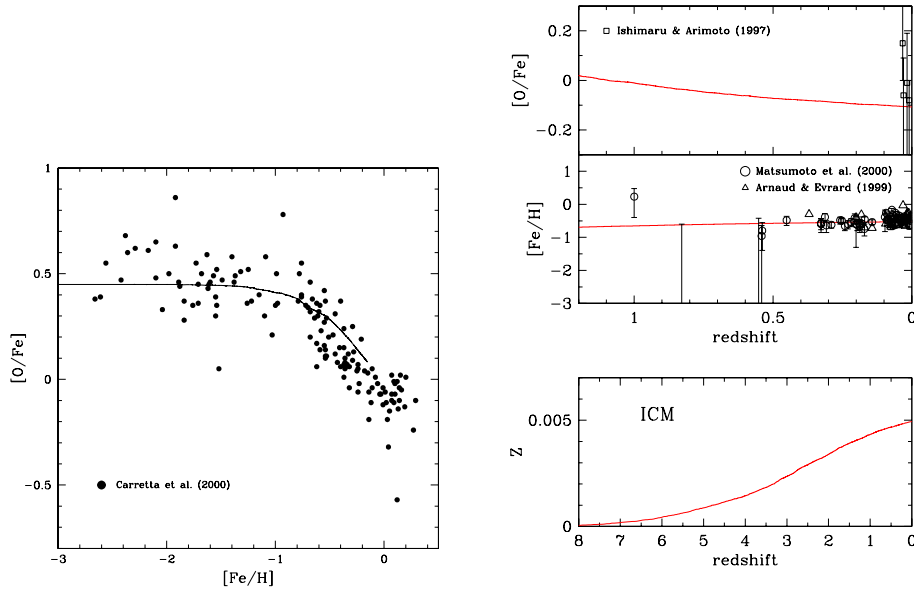 1
0.5
0
-0.5
[O/Fe]
Carretta et al. (2000)
-3
-2
-1
0
[Fe/H]
0.2
0
-0.2
[O/Fe]
Ishimaru & Arimoto (1997)
1
0
-1
-2
-3
[Fe/H]
Matsumoto et al. (2000)
Arnaud & Evrard (1999)
1
0.5
0
redshift
0.005
0
Z
ICM
8
7
6
5
4
3
2
1
0
redshift